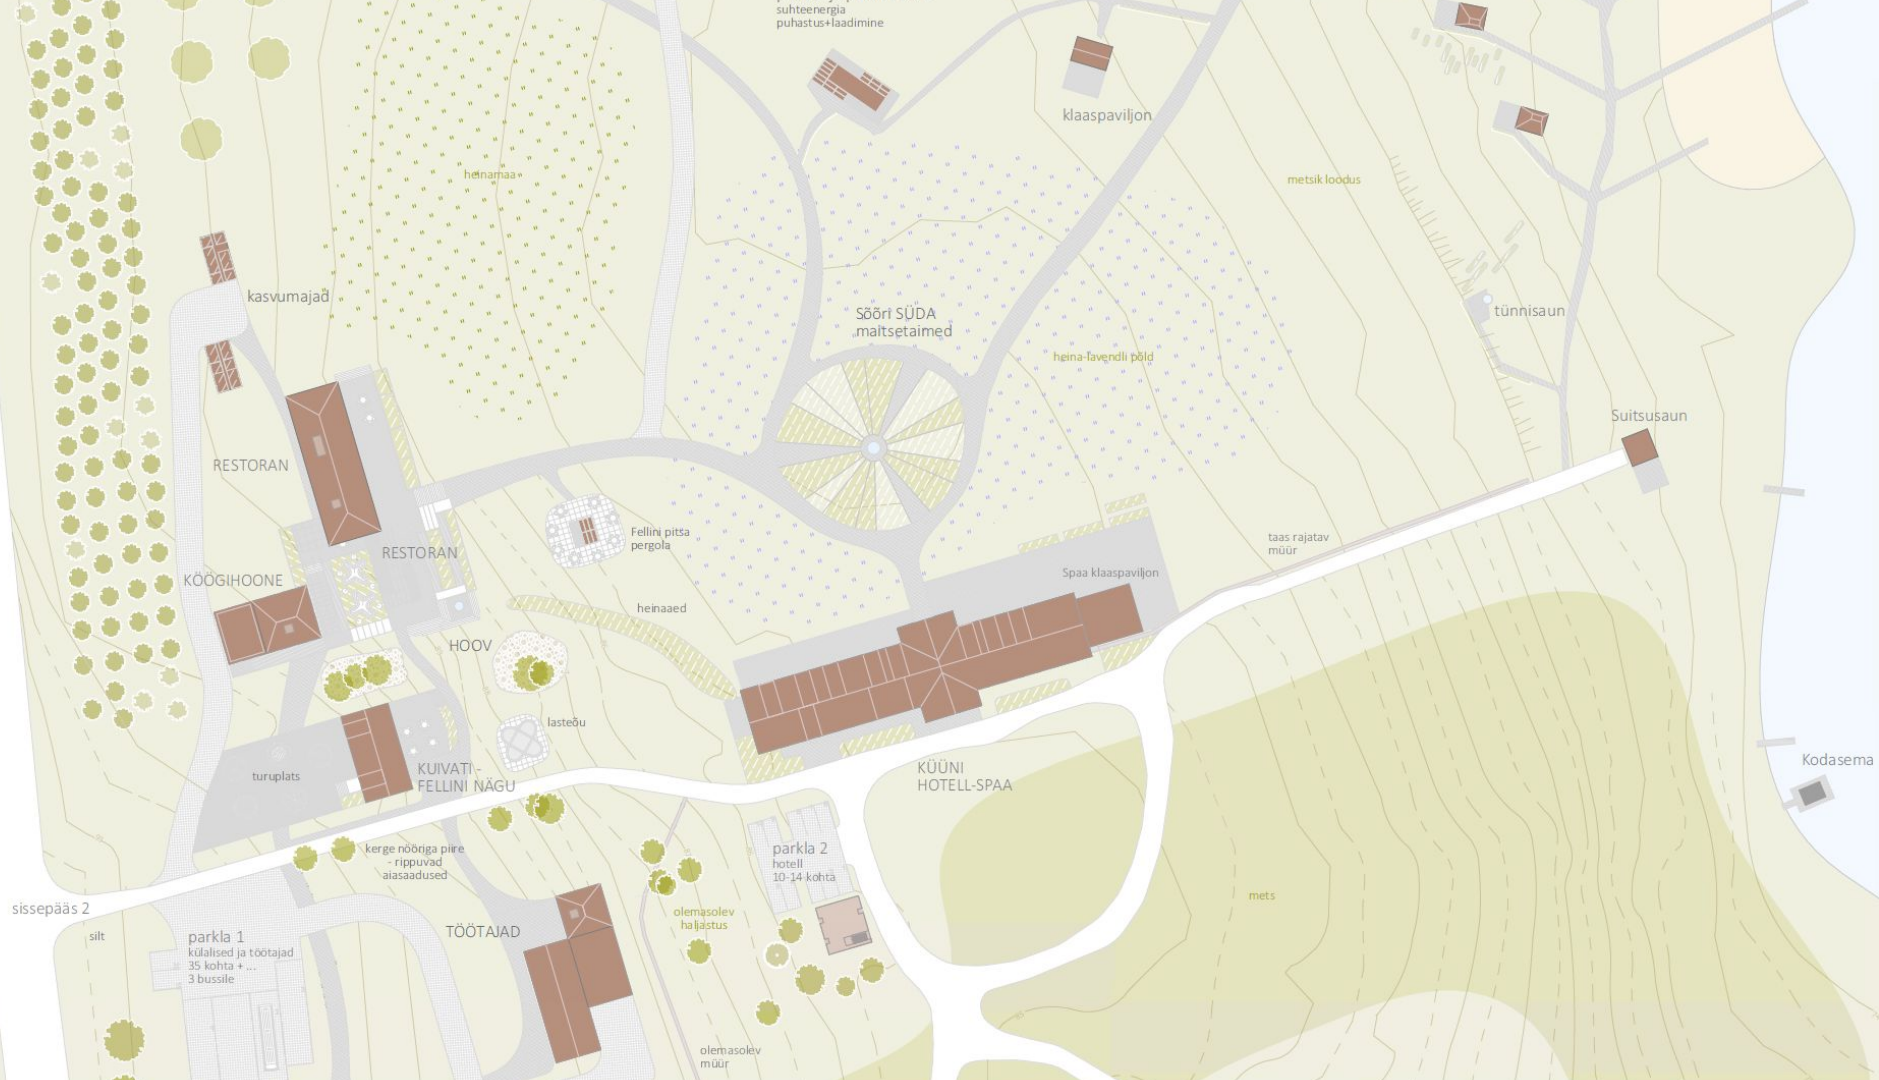 suhteenergia
puhastus+laadimine
klaaspaviljon
heinamaa
metsik loodus
kasvumajad
tünnisaun
Sõõri SÜDA
maitsetaimed
heina-lavendli põld
Suitsusaun
RESTORAN
Fellini pitsa
pergola
taas rajatav
müür
RESTORAN
KÖÖGIHOONE
Spaa klaaspaviljon
heinaaed
HOOV
lasteõu
turuplats
KUIVATI -
FELLINI NÄGU
KÜÜNI
HOTELL-SPAA
Kodasema
kerge nööriga piire
- rippuvad
aiasaadused
parkla 2
hotell
10-14 kohta
mets
sissepääs 2
silt
olemasolev
haljastus
TÖÖTAJAD
parkla 1
külalised ja töötajad
35 kohta + ...
3 bussile
olemasolev
müür